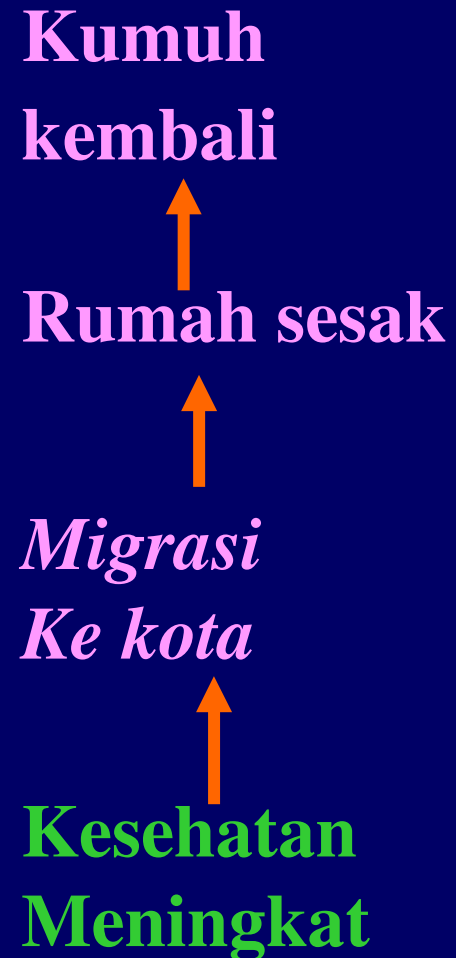 Kumuh
kembali
Rumah sesak
Migrasi
Ke kota
Kesehatan
Meningkat